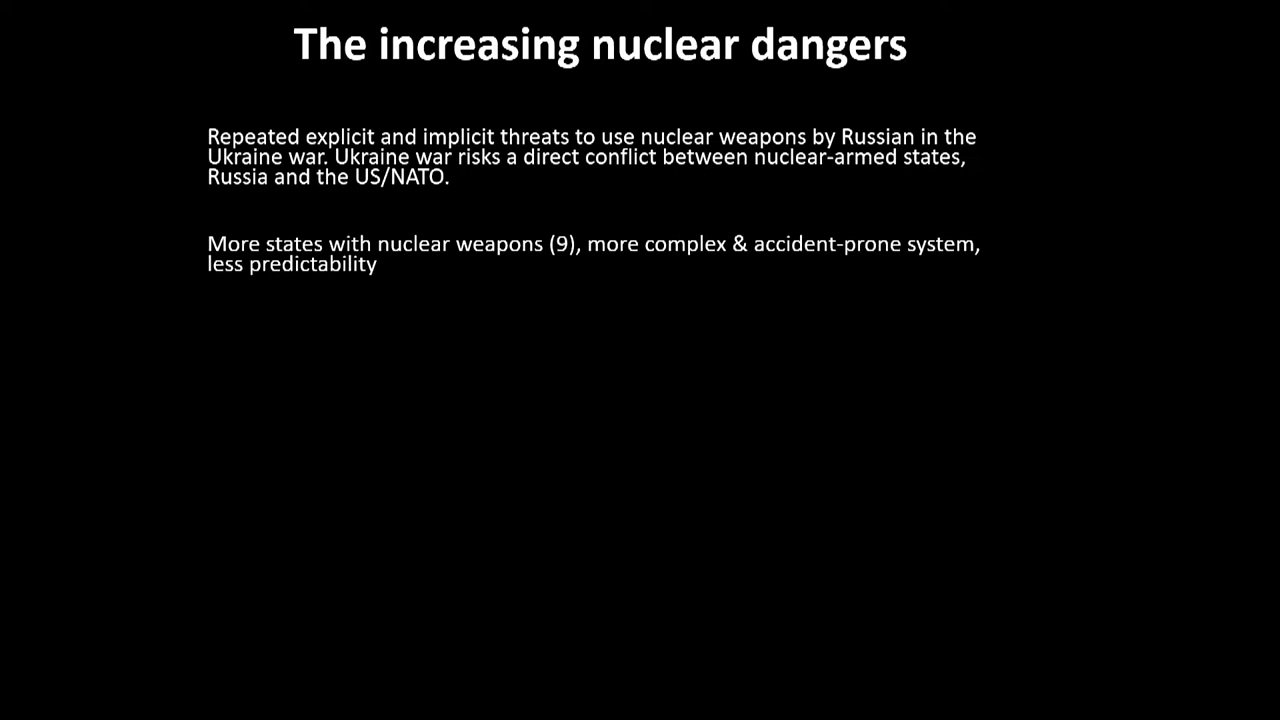 The increasing nuclear dangers
Repeated explicit and implicit threats to use nuclear weapons by Russian in the
Ukraine war. Ukraine war risks a direct conflict between nuclear-armed states,
Russia and the US/NATO.
More states with nuclear weapons (9), more complex & accident-prone system,
less predictability